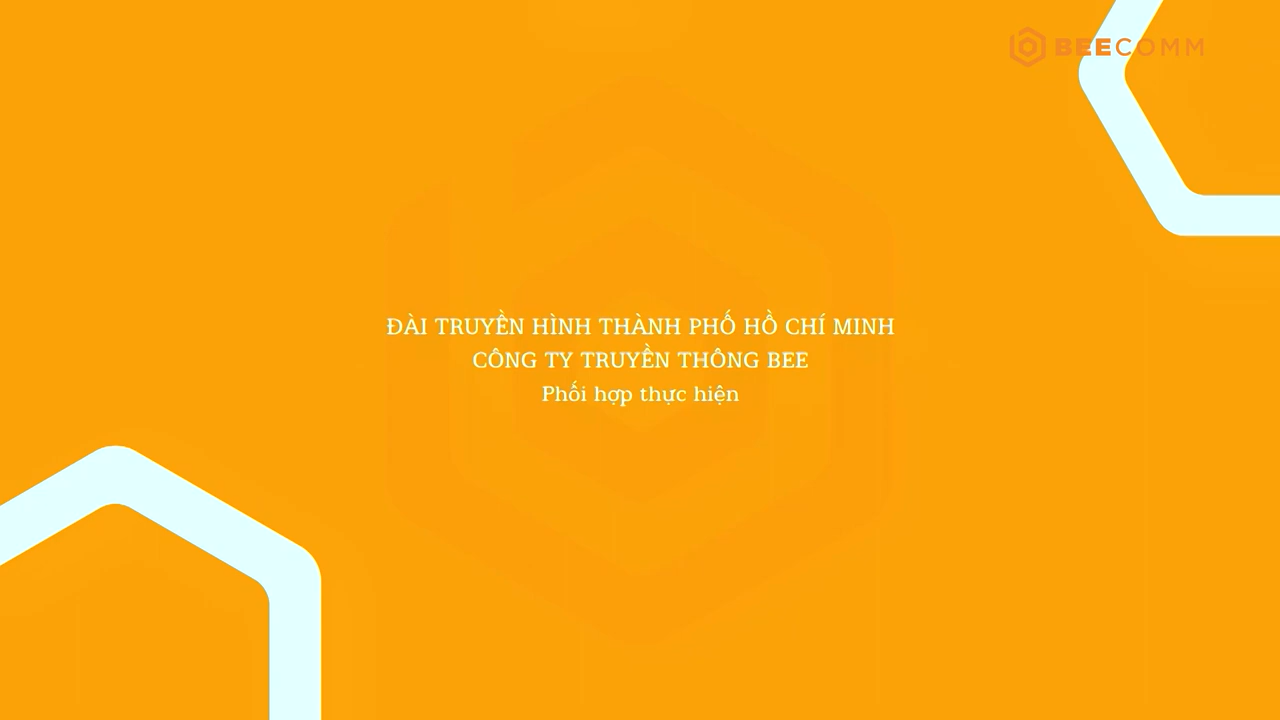 BEECOMM
ĐÀI TRUYỀN HÌNH THÀNH PHỐ HỒ CHÍ MINH
CÔNG TY TRUYỀN THÔNG BEE
Phối hợp thực hiện